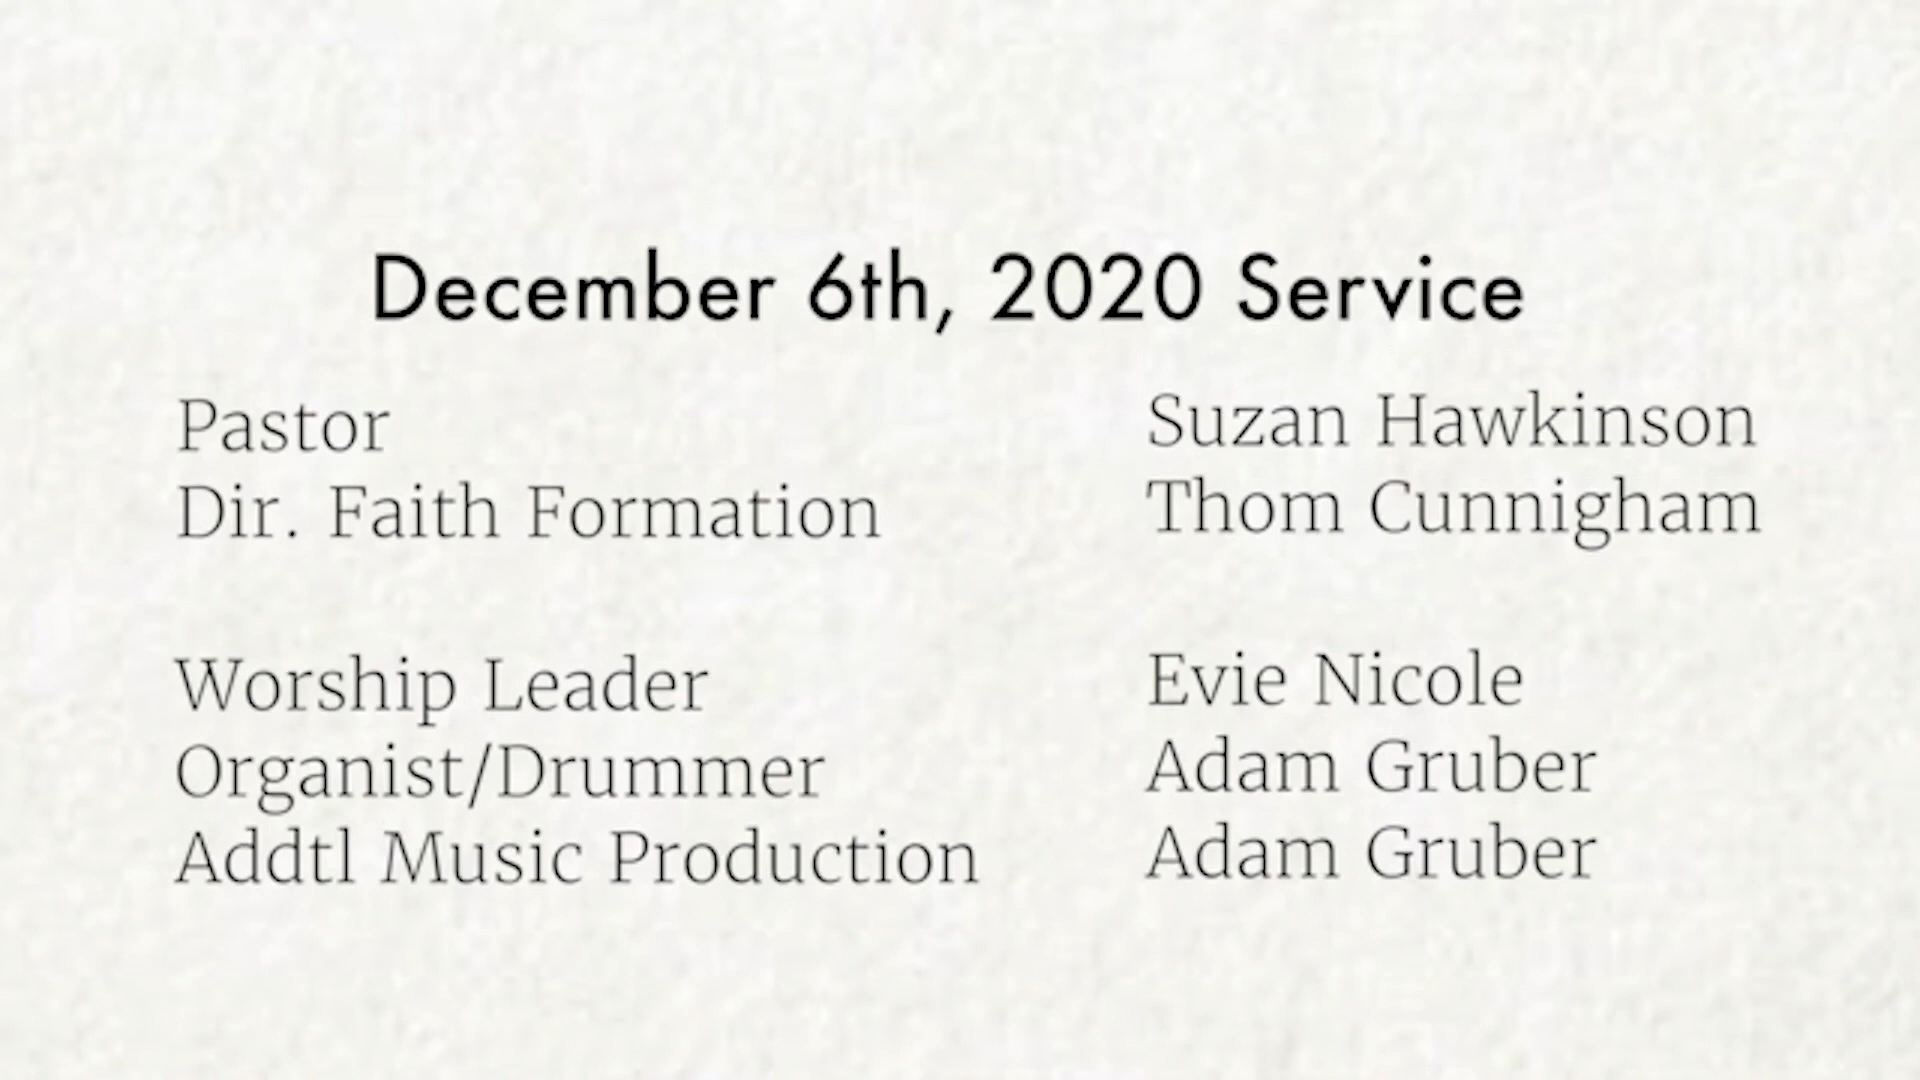 December 6th, 2020 Service
Pastor Suzan Hawkinson
Dir. Faith Formation Thom Cunnigham
Worship Leader Evie Nicole
Organist/Drummer Adam Gruber
Addtl Music Production Adam Gruber